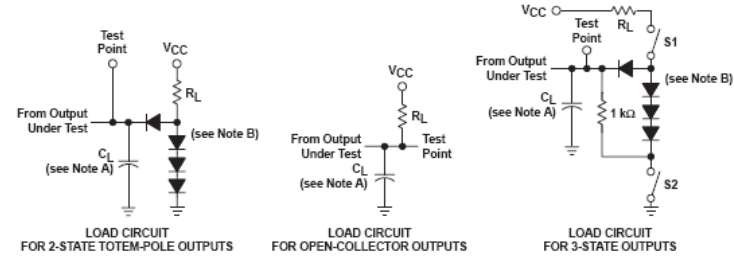 Test
Point
VCC
RL
From Output
Under Test
(see Note B)
CL
(see Note A)
LOAD CIRCUIT
FOR 2-STATE TOTEM-POLE OUTPUTS
VCC
RL
From Output
Under Test
Test
Point
CL
(see Note A)
LOAD CIRCUIT
FOR OPEN-COLLECTOR OUTPUTS
VCC
Test
Point
RL
S1
From Output
Under Test
(see Note B)
CL
(see Note A)
1 kΩ
S2
LOAD CIRCUIT
FOR 3-STATE OUTPUTS